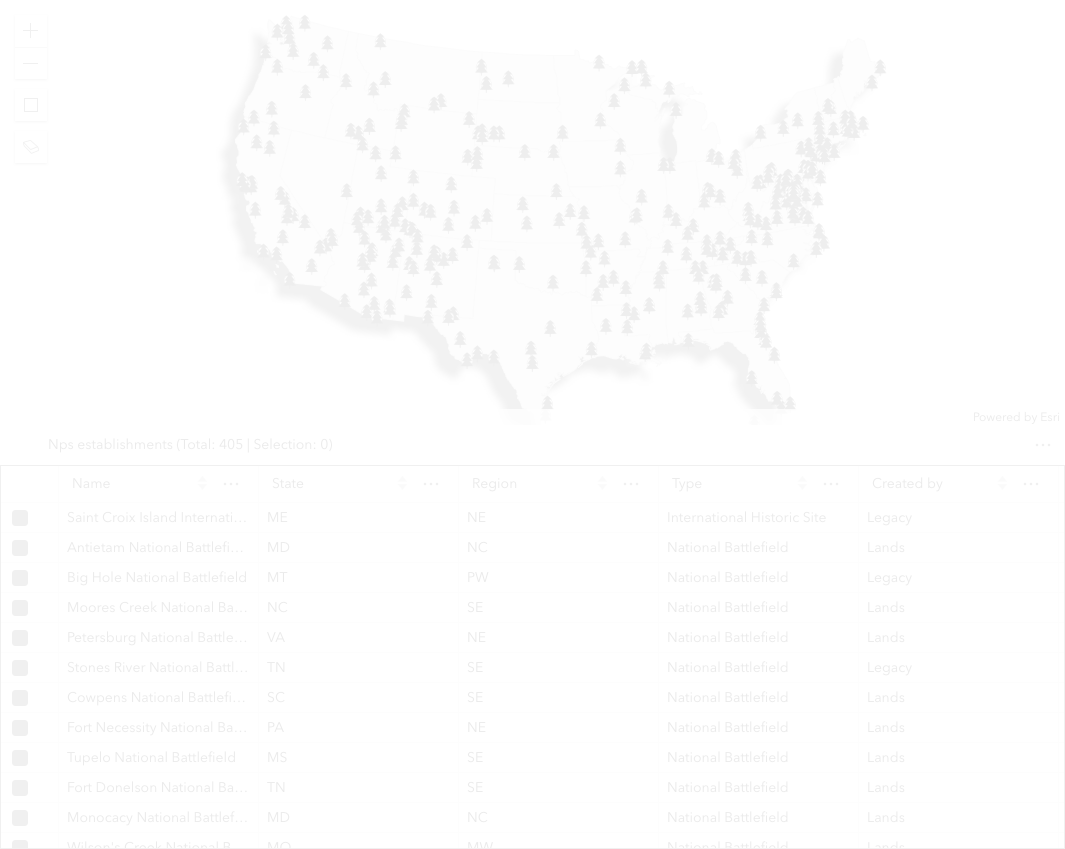 Powered by Esri
Nps establishments (Total: 405 | Selection: 0)
Name State Region Type Created by
Saint Croix Island Internati... ME NE International Historic Site Legacy
Antietam National Battlefi... MD NC National Battlefield Lands
Big Hole National Battlefield MT PW National Battlefield Legacy
Moores Creek National Ba... NC SE National Battlefield Lands
Petersburg National Battle... VA NE National Battlefield Lands
Stones River National Battl... TN SE National Battlefield Legacy
Cowpens National Battlefi... SC SE National Battlefield Lands
Fort Necessity National Ba... PA NE National Battlefield Lands
Tupelo National Battlefield MS SE National Battlefield Lands
Fort Donelson National Ba... TN SE National Battlefield Lands
Monocacy National Battlef... MD NC National Battlefield Lands
Wilson's Creek National B... MO MW National Battlefield Lands